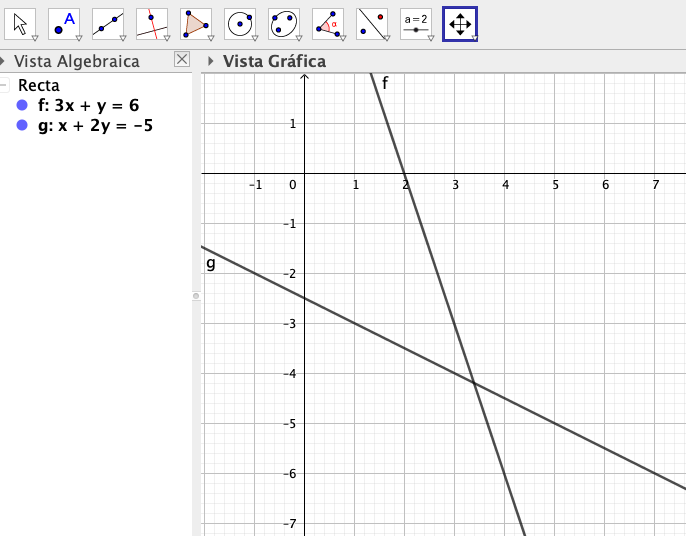 A
α
a = 2
Vista Algebraica
Vista Gráfica
Recta
f: 3x + y = 6
g: x + 2y = −5
f
1
-1 0 1 2 3 4 5 6 7
-1
g
-2
-3
-4
-5
-6
-7